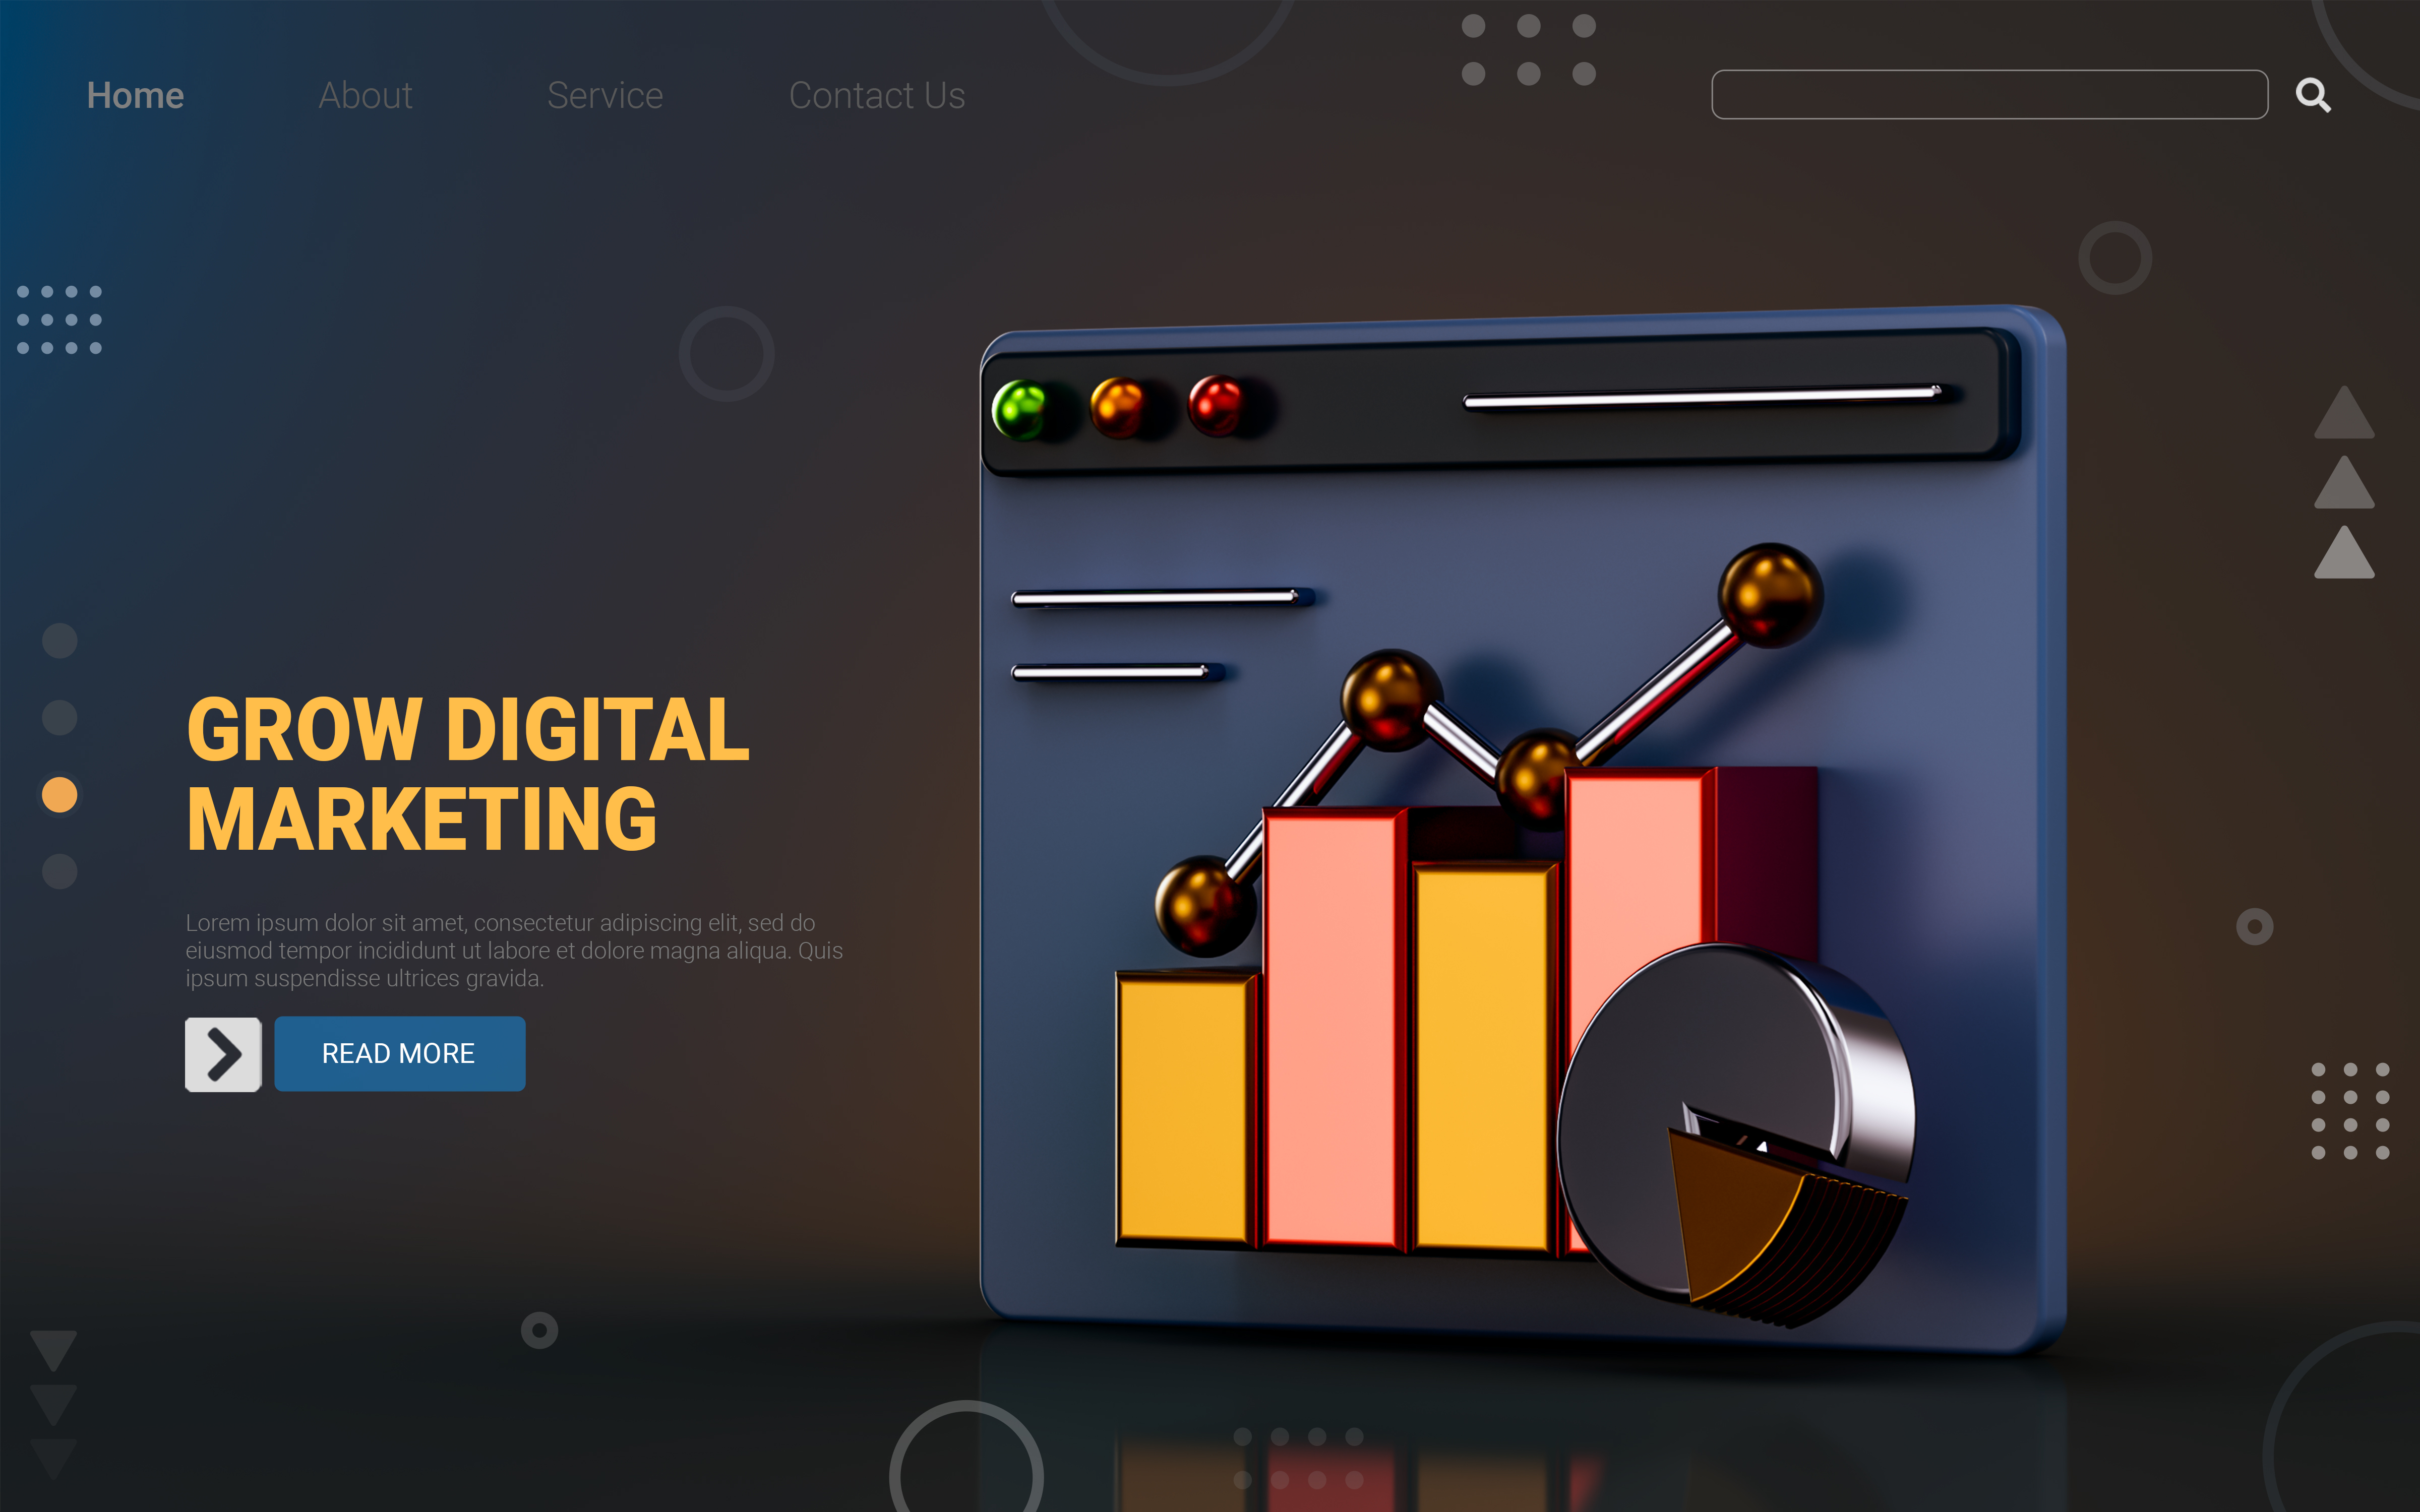 Home
About
Service
Contact Us
GROW DIGITAL
MARKETING
Lorem ipsum dolor sit amet, consectetur adipiscing elit, sed do
eiusmod tempor incididunt ut labore et dolore magna aliqua. Quis
ipsum suspendisse ultrices gravida.
READ MORE